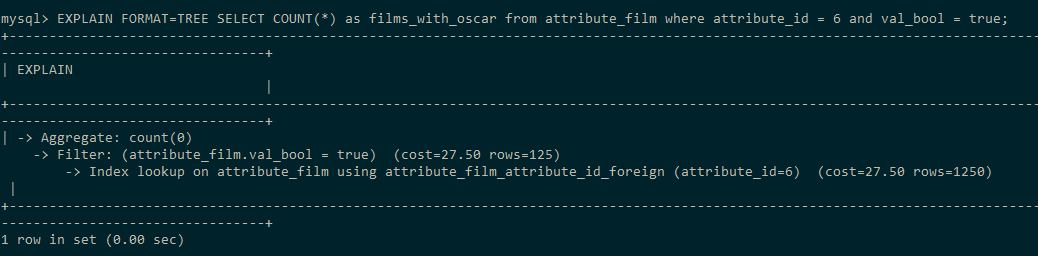 mysql> EXPLAIN FORMAT=TREE SELECT COUNT(*) as films_with_oscar from attribute_film where attribute_id = 6 and val_bool = true;
+---------------------------------------------------------------------------------------------------------------------------------
---------------------------------+
| EXPLAIN
|
+---------------------------------------------------------------------------------------------------------------------------------
---------------------------------+
| -> Aggregate: count(0)
-> Filter: (attribute_film.val_bool = true)  (cost=27.50 rows=125)
-> Index lookup on attribute_film using attribute_film_attribute_id_foreign (attribute_id=6)  (cost=27.50 rows=1250)
|
+---------------------------------------------------------------------------------------------------------------------------------
---------------------------------+
1 row in set (0.00 sec)